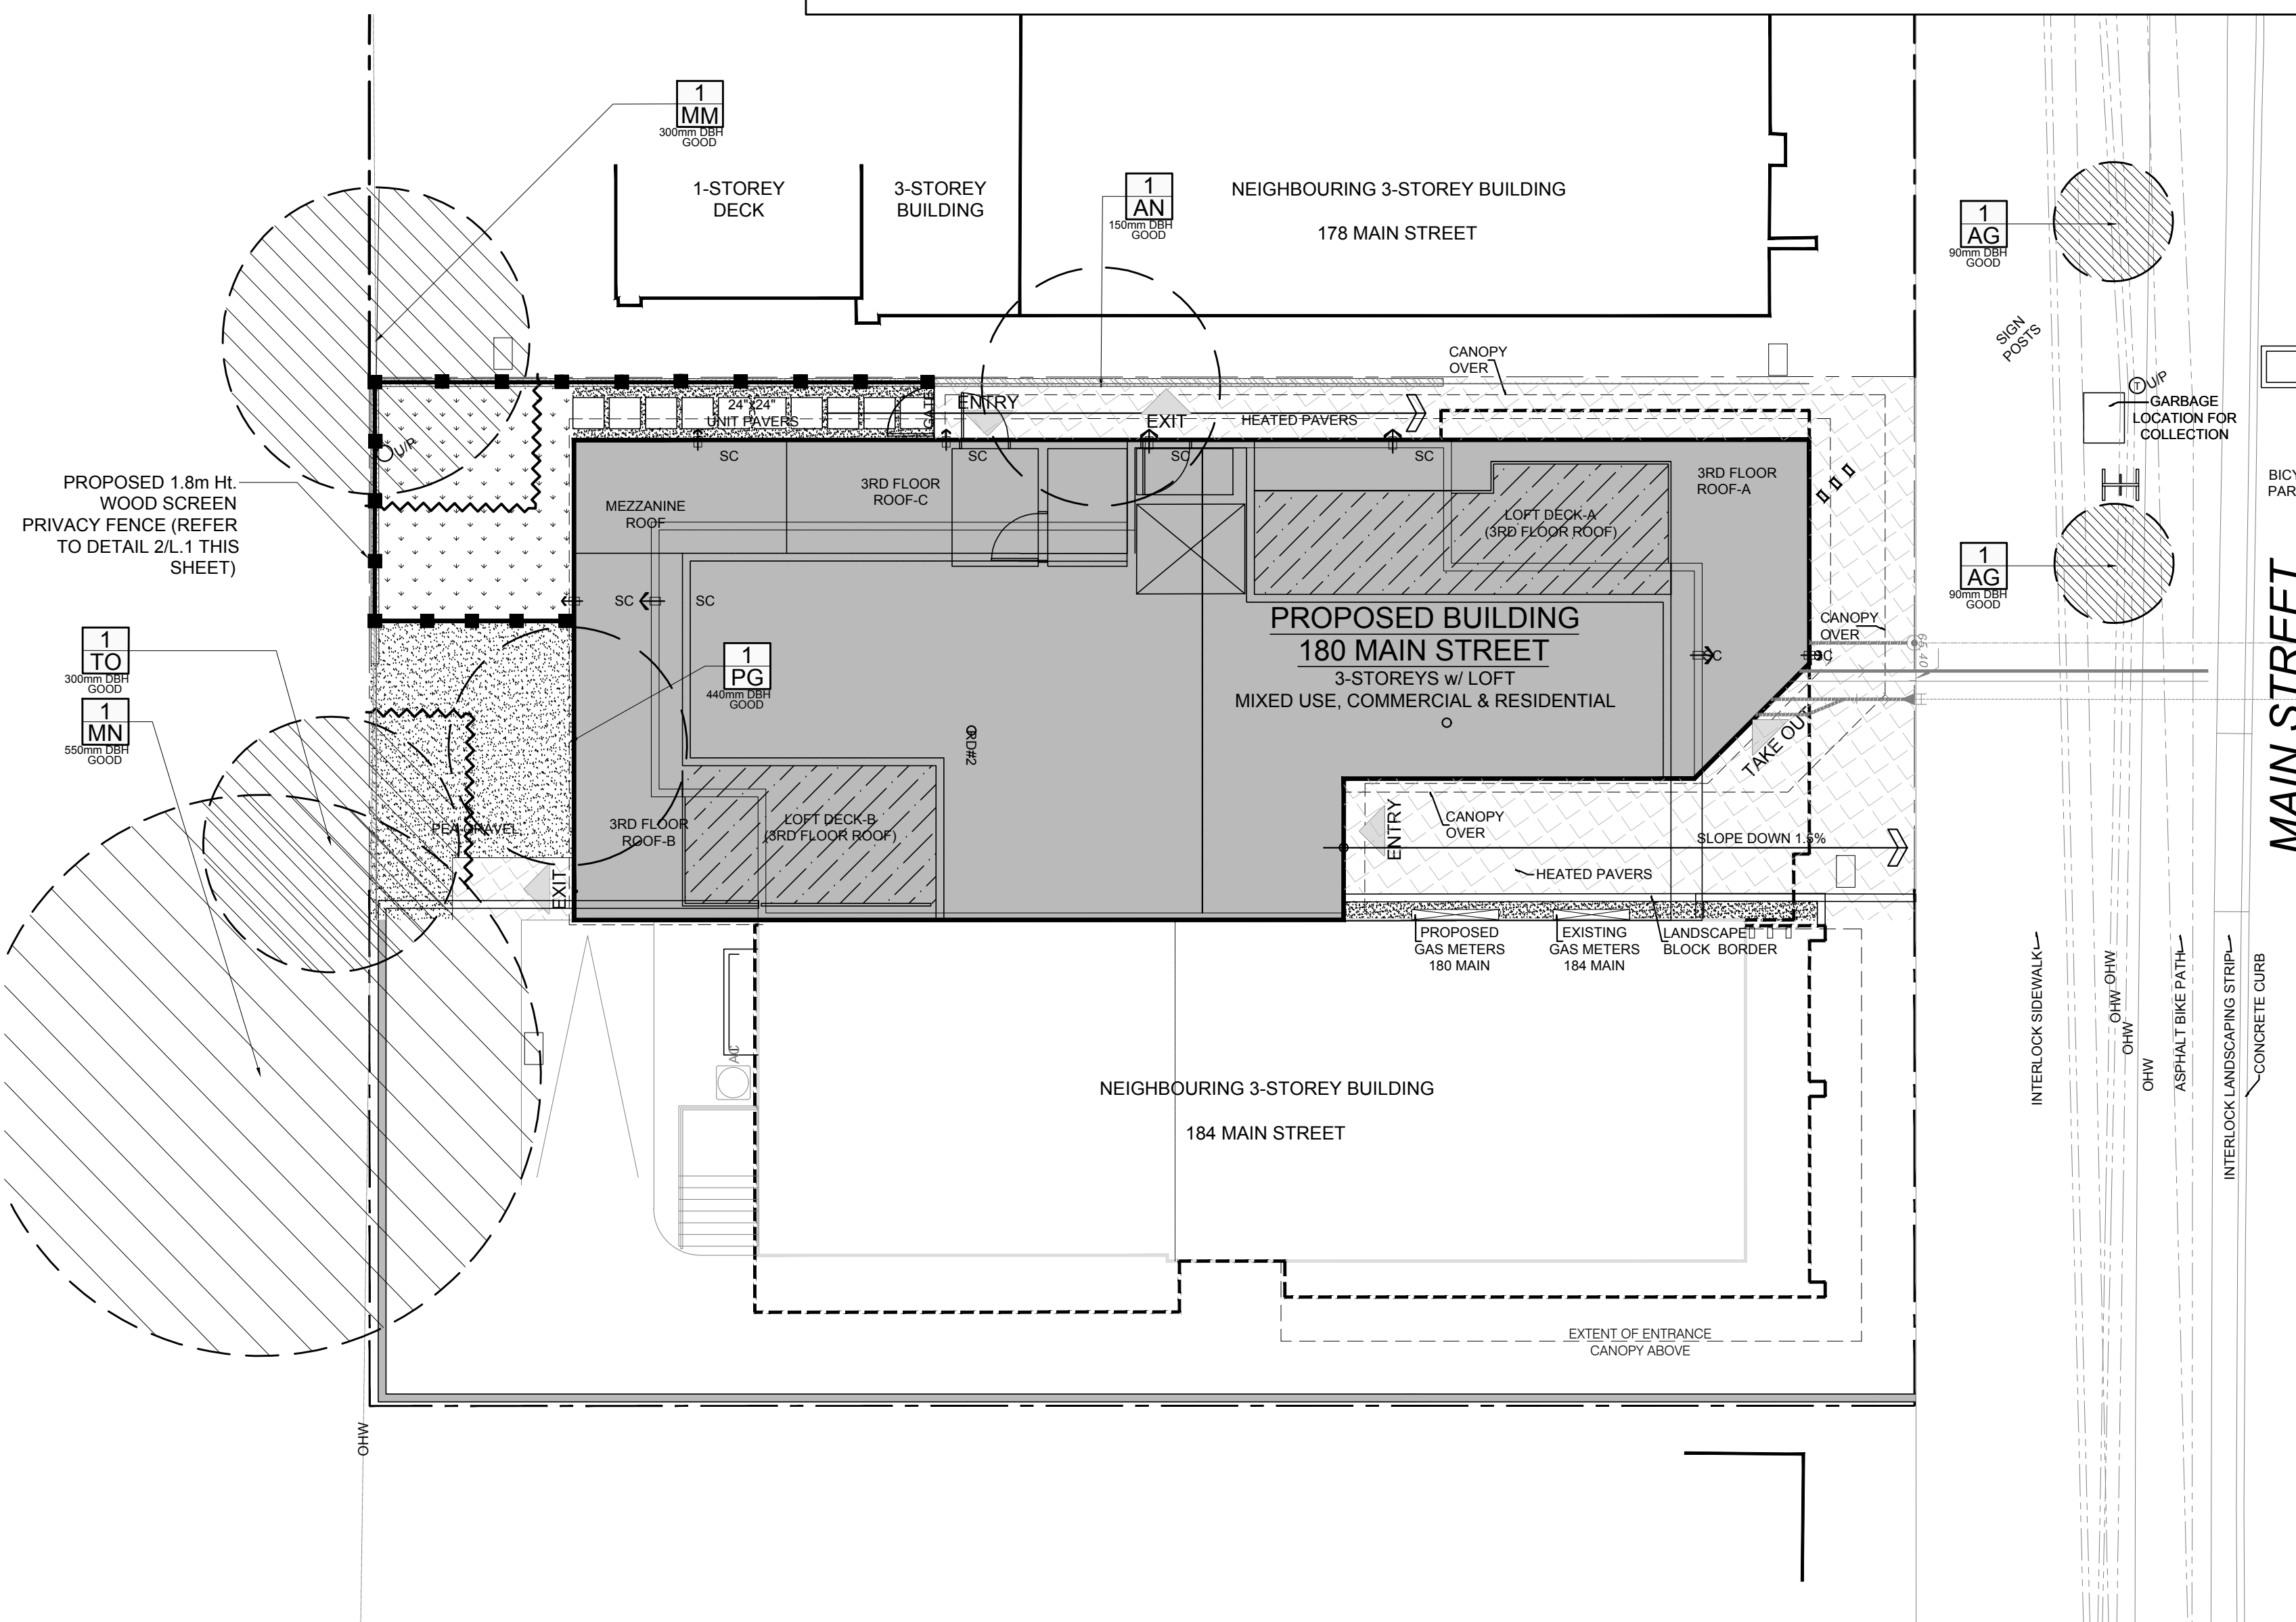 1
MM
300mm DBH
GOOD
1-STOREY
DECK
3-STOREY
BUILDING
1
AN
150mm DBH
GOOD
NEIGHBOURING 3-STOREY BUILDING
178 MAIN STREET
1
AG
90mm DBH
GOOD
SIGN
POSTS
CANOPY
OVER
U/P
T
GARBAGE
LOCATION FOR
COLLECTION
24"x24"
UNIT PAVERS
GATE
ENTRY
EXIT
HEATED PAVERS
U/P
SC
SC
SC
SC
PROPOSED 1.8m Ht.
WOOD SCREEN
PRIVACY FENCE (REFER
TO DETAIL 2/L.1 THIS
SHEET)
MEZZANINE
ROOF
3RD FLOOR
ROOF-C
LOFT DECK-A
(3RD FLOOR ROOF)
3RD FLOOR
ROOF-A
1
AG
90mm DBH
GOOD
SC
SC
PROPOSED BUILDING
180 MAIN STREET
3-STOREYS w/ LOFT
MIXED USE, COMMERCIAL & RESIDENTIAL
CANOPY
OVER
SC
SC
65.40
H
MAIN STREET
1
TO
300mm DBH
GOOD
1
MN
550mm DBH
GOOD
1
PG
440mm DBH
GOOD
RD#2
TAKE OUT
PEA GRAVEL
3RD FLOOR
ROOF-B
LOFT DECK-B
(3RD FLOOR ROOF)
ENTRY
CANOPY
OVER
SLOPE DOWN 1.5%
HEATED PAVERS
EXIT
PROPOSED
GAS METERS
180 MAIN
EXISTING
GAS METERS
184 MAIN
LANDSCAPE
BLOCK BORDER
AC
NEIGHBOURING 3-STOREY BUILDING
184 MAIN STREET
INTERLOCK SIDEWALK
OHW
OHW
OHW
OHW
ASPHALT BIKE PATH
INTERLOCK LANDSCAPING STRIP
CONCRETE CURB
EXTENT OF ENTRANCE
CANOPY ABOVE
OHW